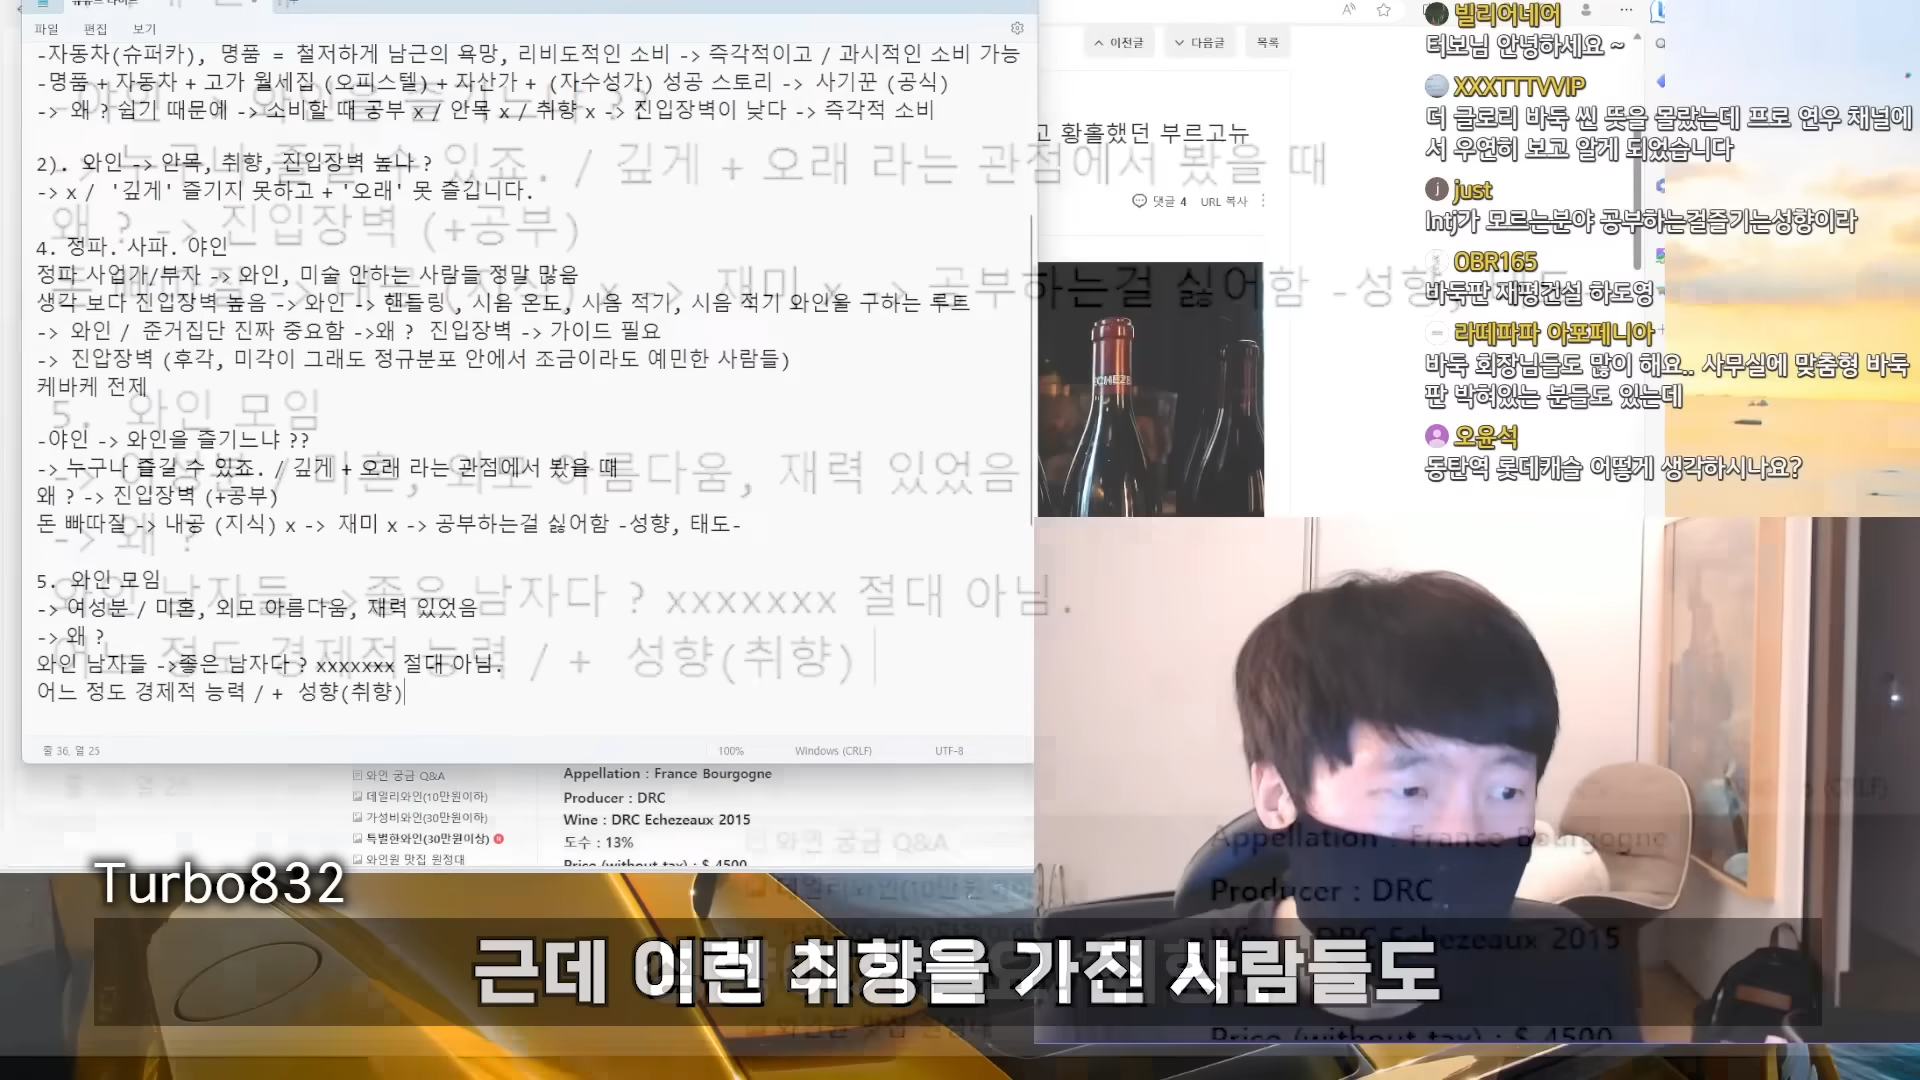 파일 편집 보기
-자동차(슈퍼카), 명품 = 철저하게 남근의 욕망, 리비도적인 소비 -> 즉각적이고 / 과시적인 소비 가능
-명품 + 자동차 + 고가 월세집 (오피스텔) + 자산가 + (자수성가) 성공 스토리 -> 사기꾼 (공식)
-> 왜 ? 쉽기 때문에 -> 소비할 때 공부 x / 안목 x / 취향 x -> 진입장벽이 낮다 -> 즉각적 소비
2). 와인 -> 안목, 취향, 진입장벽 높냐 ?
-> x / '깊게' 즐기지 못하고 + '오래' 못 즐깁니다.
4. 정파. 사파. 야인
정파 사업가/부자 -> 와인, 미술 안하는 사람들 정말 많음
생각 보다 진입장벽 높음 -> 와인 -> 핸들링 , 시음 온도, 시음 적기, 시음 적기 와인을 구하는 루트
-> 와인 / 준거집단 진짜 중요함 ->왜 ? 진입장벽 -> 가이드 필요
-> 진압장벽 (후각, 미각이 그래도 정규분포 안에서 조금이라도 예민한 사람들)
케바케 전제
-야인 -> 와인을 즐기느냐 ??
-> 누구나 즐길 수 있죠. / 깊게 + 오래 라는 관점에서 봤을 때
왜 ? -> 진입장벽 (+공부)
돈 빠따질 -> 내공 (지식) x -> 재미 x -> 공부하는걸 싫어함 -성향, 태도-
5. 와인 모임
-> 여성분 / 미혼, 외모 아름다움, 재력 있었음
-> 왜 ?
와인 남자들 ->좋은 남자다 ? xxxxxxx 절대 아님.
어느 정도 경제적 능력 / + 성향(취향)
줄 36, 열 25 100% Windows (CRLF) UTF-8
이전글 다음글 목록
고 황홀했던 부르고뉴
댓글 4 URL 복사
ECHEZE
와인 궁금 Q&A
데일리와인(10만원이하)
가성비와인(30만원이하)
특별한와인(30만원이상)
와인원 맛집 원정대
Appellation : France Bourgogne
Producer : DRC
Wine : DRC Echezeaux 2015
도수 : 13%
Price (without tax) : $ 4500
빌리어네어
터보님 안녕하세요 ~
XXXTTTVVIP
더 글로리 바둑 씬 뜻을 몰랐는데 프로 연우 채널에
서 우연히 보고 알게 되었습니다
just
Intj가 모르는분야 공부하는걸즐기는성향이라
OBR165
바둑판 재평건설 하도영
라떼파파 아포페니아
바둑 회장님들도 많이 해요.. 사무실에 맞춤형 바둑
판 박혀있는 분들도 있는데
오윤석
동탄역 롯데캐슬 어떻게 생각하시나요?
Turbo832
근데 이런 취향을 가진 사람들도